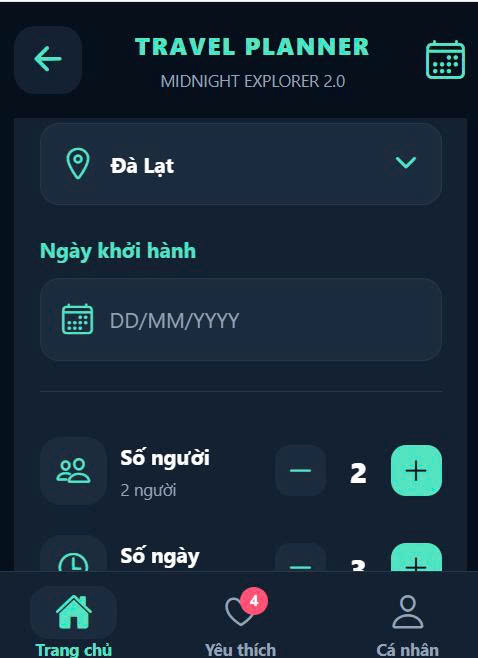 TRAVEL PLANNER
MIDNIGHT EXPLORER 2.0
Đà Lạt
Ngày khởi hành
DD/MM/YYYY
Số người
2 người
2
Số ngày
3
4
Trang chủ
Yêu thích
Cá nhân